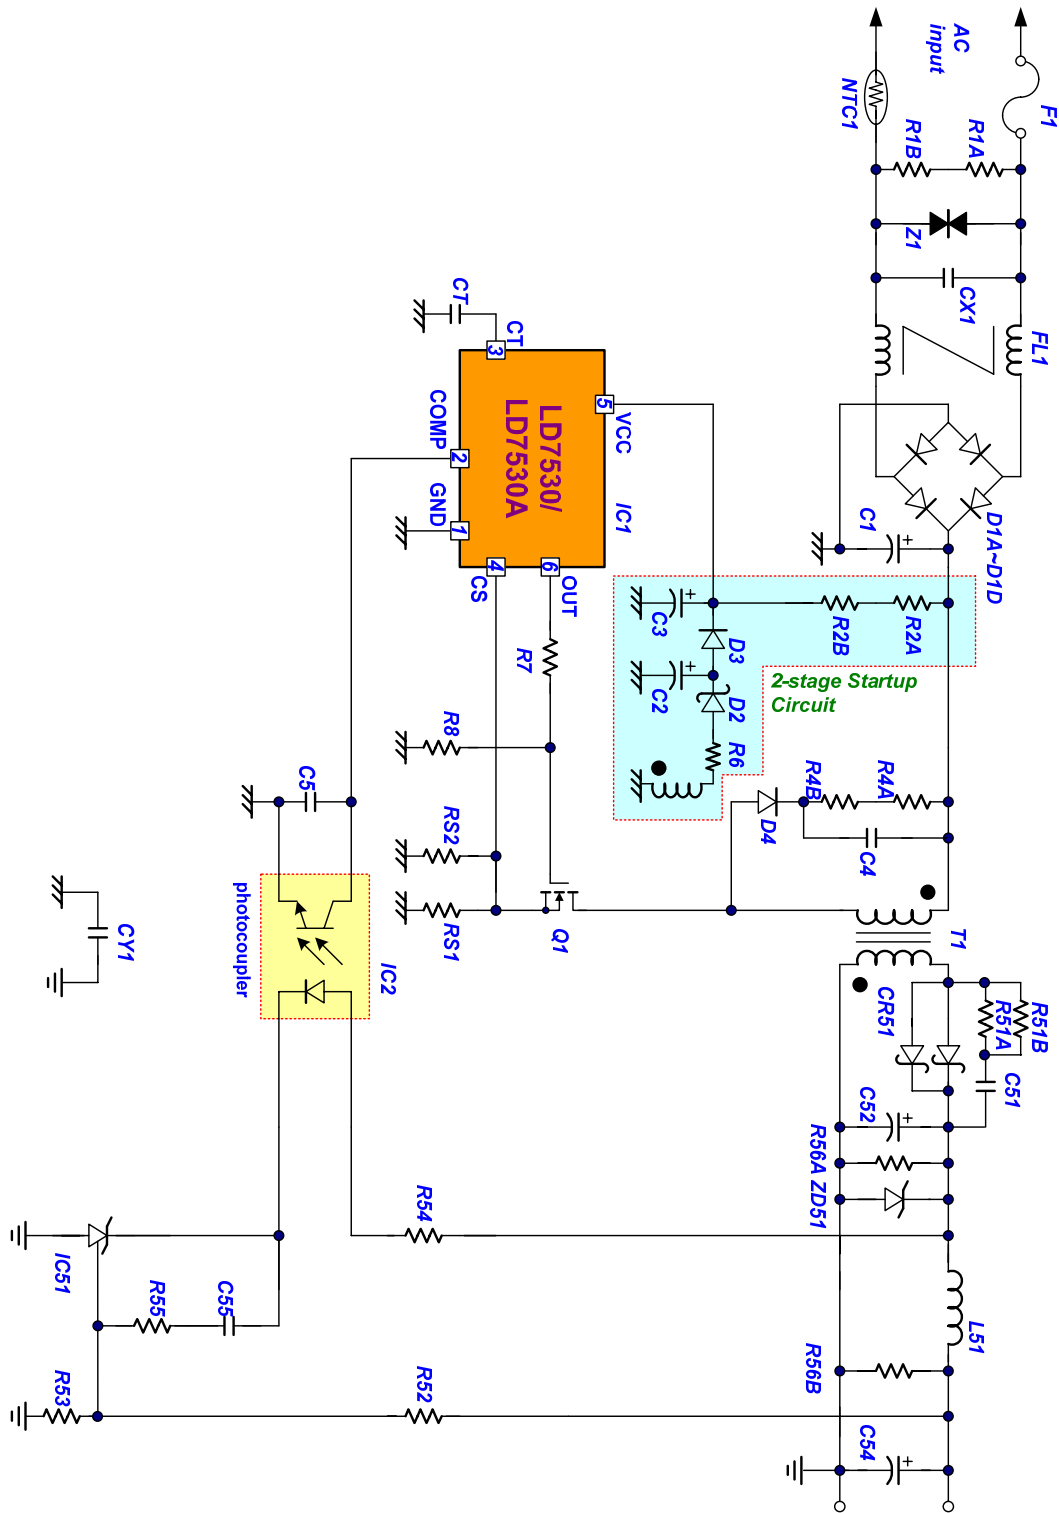 AC
input
F1
NTC1
R1A
R1B
Z1
CX1
FL1
D1A~D1D
C1
+
R2A
R2B
C3
+
D3
C2
+
D2
R6
2-stage Startup
Circuit
R4A
R4B
C4
D4
T1
CR51
R51A
R51B
C51
C52
+
R56A
ZD51
L51
R56B
C54
+
CT
CT
3
COMP
2
GND
1
CS
4
OUT
6
VCC
5
LD7530/
LD7530A
IC1
R7
R8
RS2
RS1
Q1
C5
IC2
photocoupler
CY1
R54
R52
IC51
R55
C55
R53